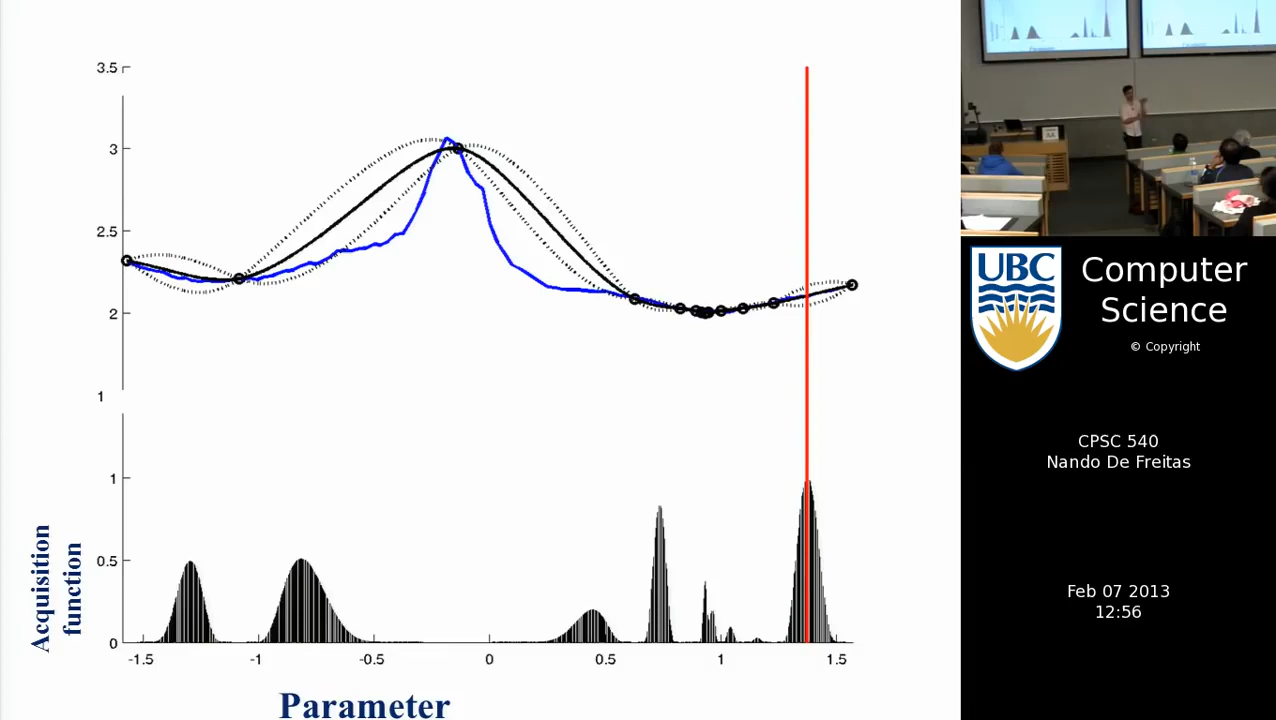 3.5
3
2.5
2
1
1
0.5
0
-1.5 -1 -0.5 0 0.5 1 1.5
Acquisition
function
Parameter
UBC
Computer
Science
© Copyright
CPSC 540
Nando De Freitas
Feb 07 2013
12:56